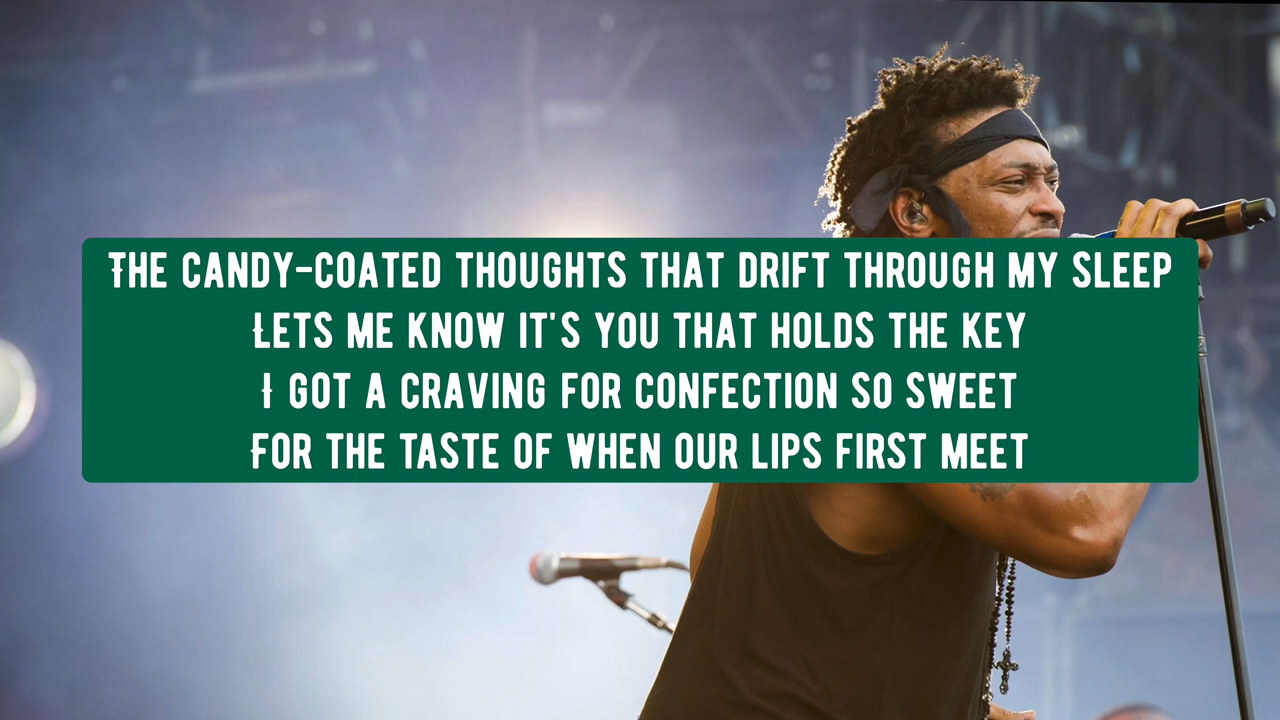 The candy-coated thoughts that drift through my sleep
Lets me know it's you that holds the key
I got a craving for confection so sweet
For the taste of when our lips first meet